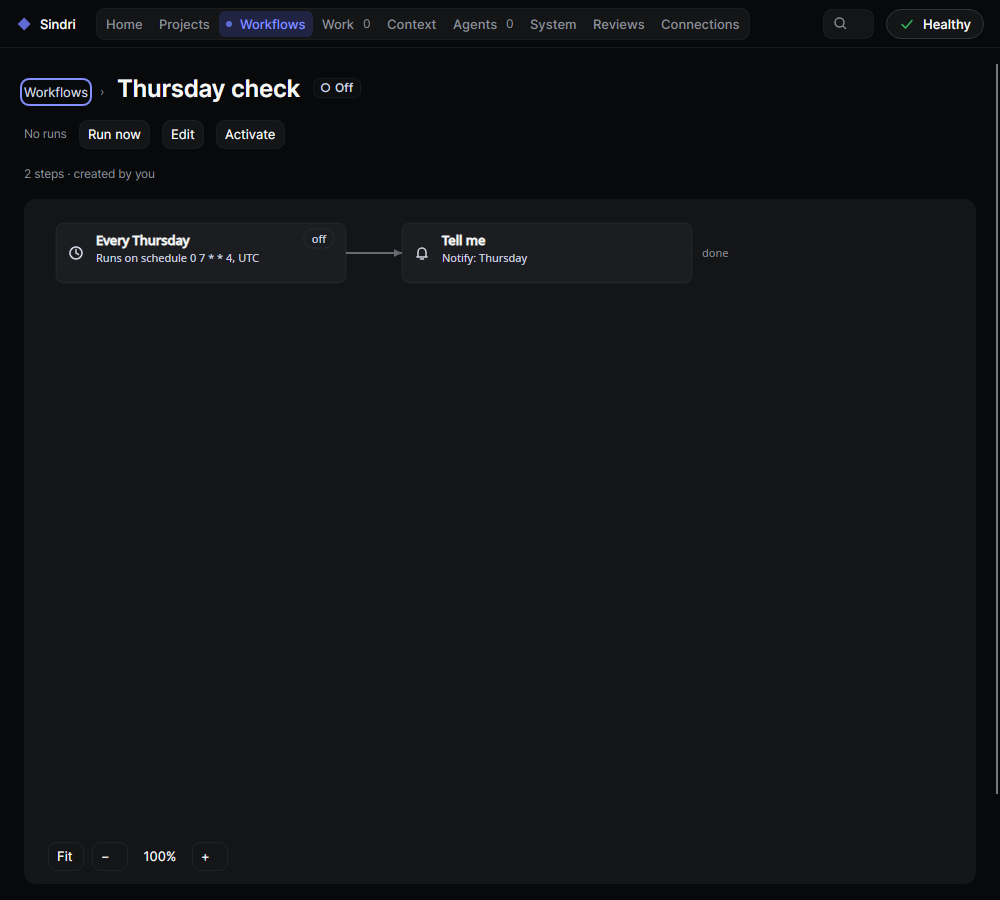 Sindri
Home Projects Workflows Work 0 Context Agents 0 System Reviews Connections
Healthy
Workflows › Thursday check Off
No runs Run now Edit Activate
2 steps · created by you
Every Thursday off
Runs on schedule 0 7 * * 4, UTC
Tell me
Notify: Thursday
done
Fit − 100% +